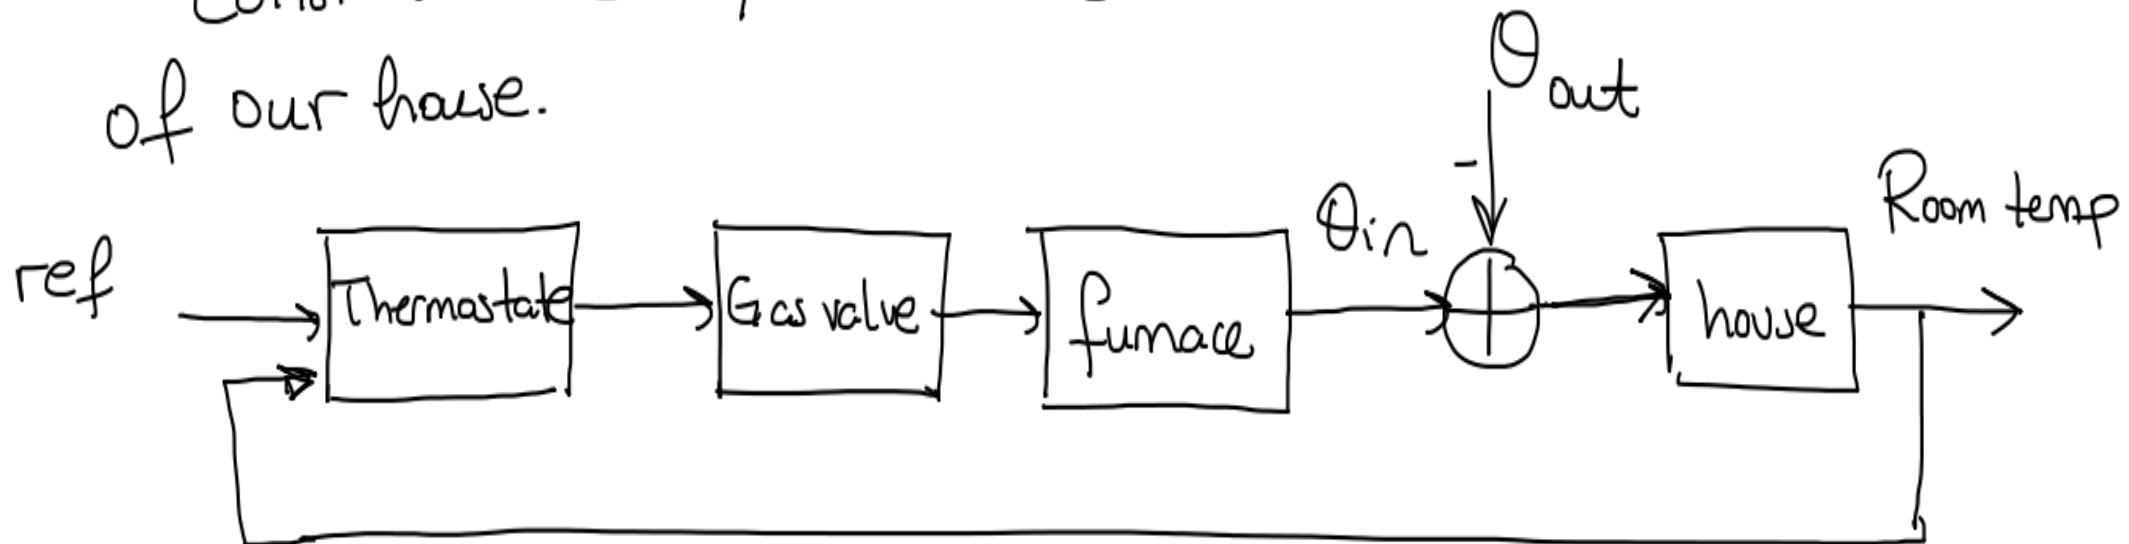 of our house.
θout
-
Room temp
θin
ref
Thermostate
Gas valve
furnace
house